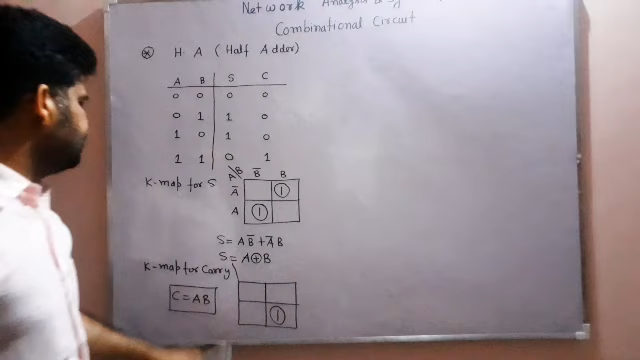 Network Analysis & Sy
Combinational Circuit
* H A (Half Adder)
A B S C
0 0 0 0
0 1 1 0
1 0 1 0
1 1 0 1
K-map for S
A\B B̅ B
A̅ 1
A 1
S = AB̅ + A̅B
S = A⊕B
K-map for Carry
C = AB
1